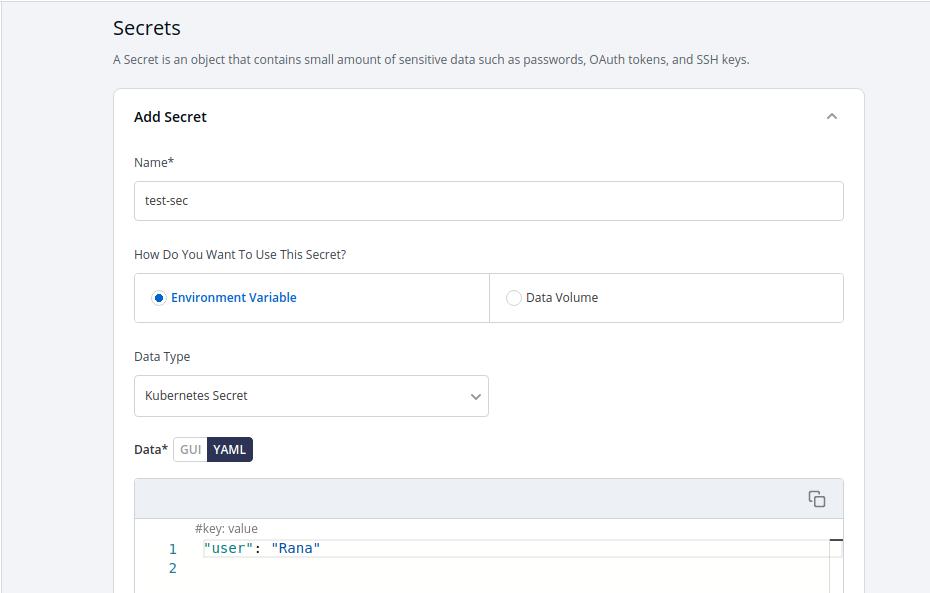 Secrets
A Secret is an object that contains small amount of sensitive data such as passwords, OAuth tokens, and SSH keys.
Add Secret
Name*
test-sec
How Do You Want To Use This Secret?
Environment Variable Data Volume
Data Type
Kubernetes Secret
Data* GUI YAML
#key: value
1 "user": "Rana"
2